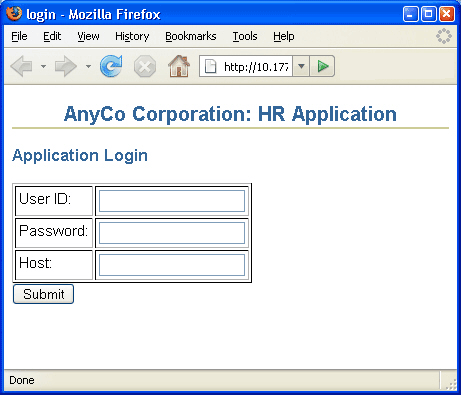 login - Mozilla Firefox
File Edit View History Bookmarks Tools Help
http://10.177
AnyCo Corporation: HR Application
Application Login
User ID:
Password:
Host:
Submit
Done